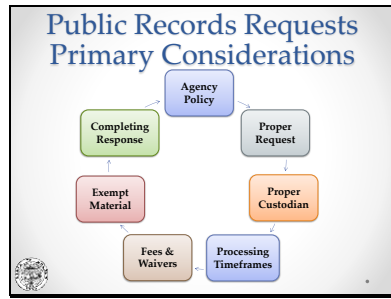 Public Records Requests
Primary Considerations
Agency
Policy
Proper
Request
Proper
Custodian
Processing
Timeframes
Fees &
Waivers
Exempt
Material
Completing
Response